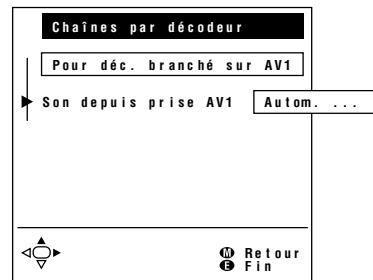 Chaînes par décodeur
Pour déc. branché sur AV1
Son depuis prise AV1 Autom. ...
M Retour
E Fin